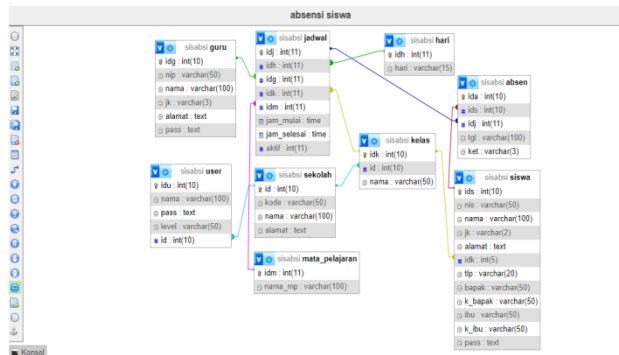 absensi siswa
sisabsi guru
idg : int(10)
nip : varchar(50)
nama : varchar(100)
jk : varchar(3)
alamat : text
pass : text
sisabsi jadwal
idj : int(11)
idh : int(11)
idg : int(11)
idk : int(11)
idm : int(11)
jam_mulai : time
jam_selesai : time
aktif : int(11)
sisabsi hari
idh : int(11)
hari : varchar(15)
sisabsi absen
ida : int(10)
ids : int(10)
idj : int(11)
tgl : varchar(100)
ket : varchar(3)
sisabsi kelas
idk : int(10)
id : int(10)
nama : varchar(50)
sisabsi user
idu : int(10)
nama : varchar(100)
pass : text
level : varchar(50)
id : int(10)
sisabsi sekolah
id : int(10)
kode : varchar(50)
nama : varchar(100)
alamat : text
sisabsi siswa
ids : int(10)
nis : varchar(50)
nama : varchar(100)
jk : varchar(2)
alamat : text
idk : int(5)
tlp : varchar(20)
bapak : varchar(50)
k_bapak : varchar(50)
ibu : varchar(50)
k_ibu : varchar(50)
pass : text
sisabsi mata_pelajaran
idm : int(11)
nama_mp : varchar(100)
Konsol